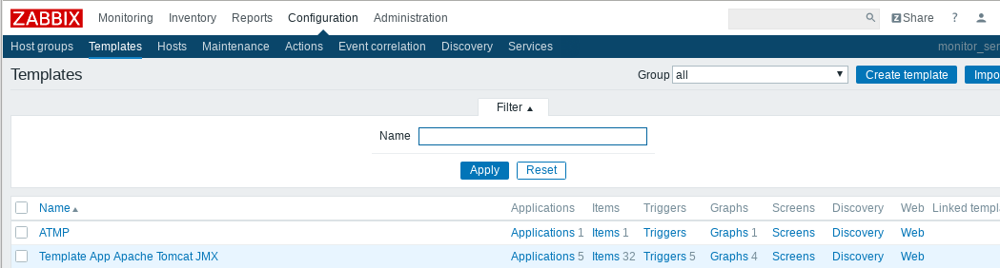 ZABBIX Monitoring Inventory Reports Configuration Administration Share ?
Host groups Templates Hosts Maintenance Actions Event correlation Discovery Services monitor_ser
Templates Group all Create template Impo
Filter
Name
Apply Reset
Name Applications Items Triggers Graphs Screens Discovery Web Linked templa
ATMP Applications 1 Items 1 Triggers Graphs 1 Screens Discovery Web
Template App Apache Tomcat JMX Applications 5 Items 32 Triggers 5 Graphs 4 Screens Discovery Web